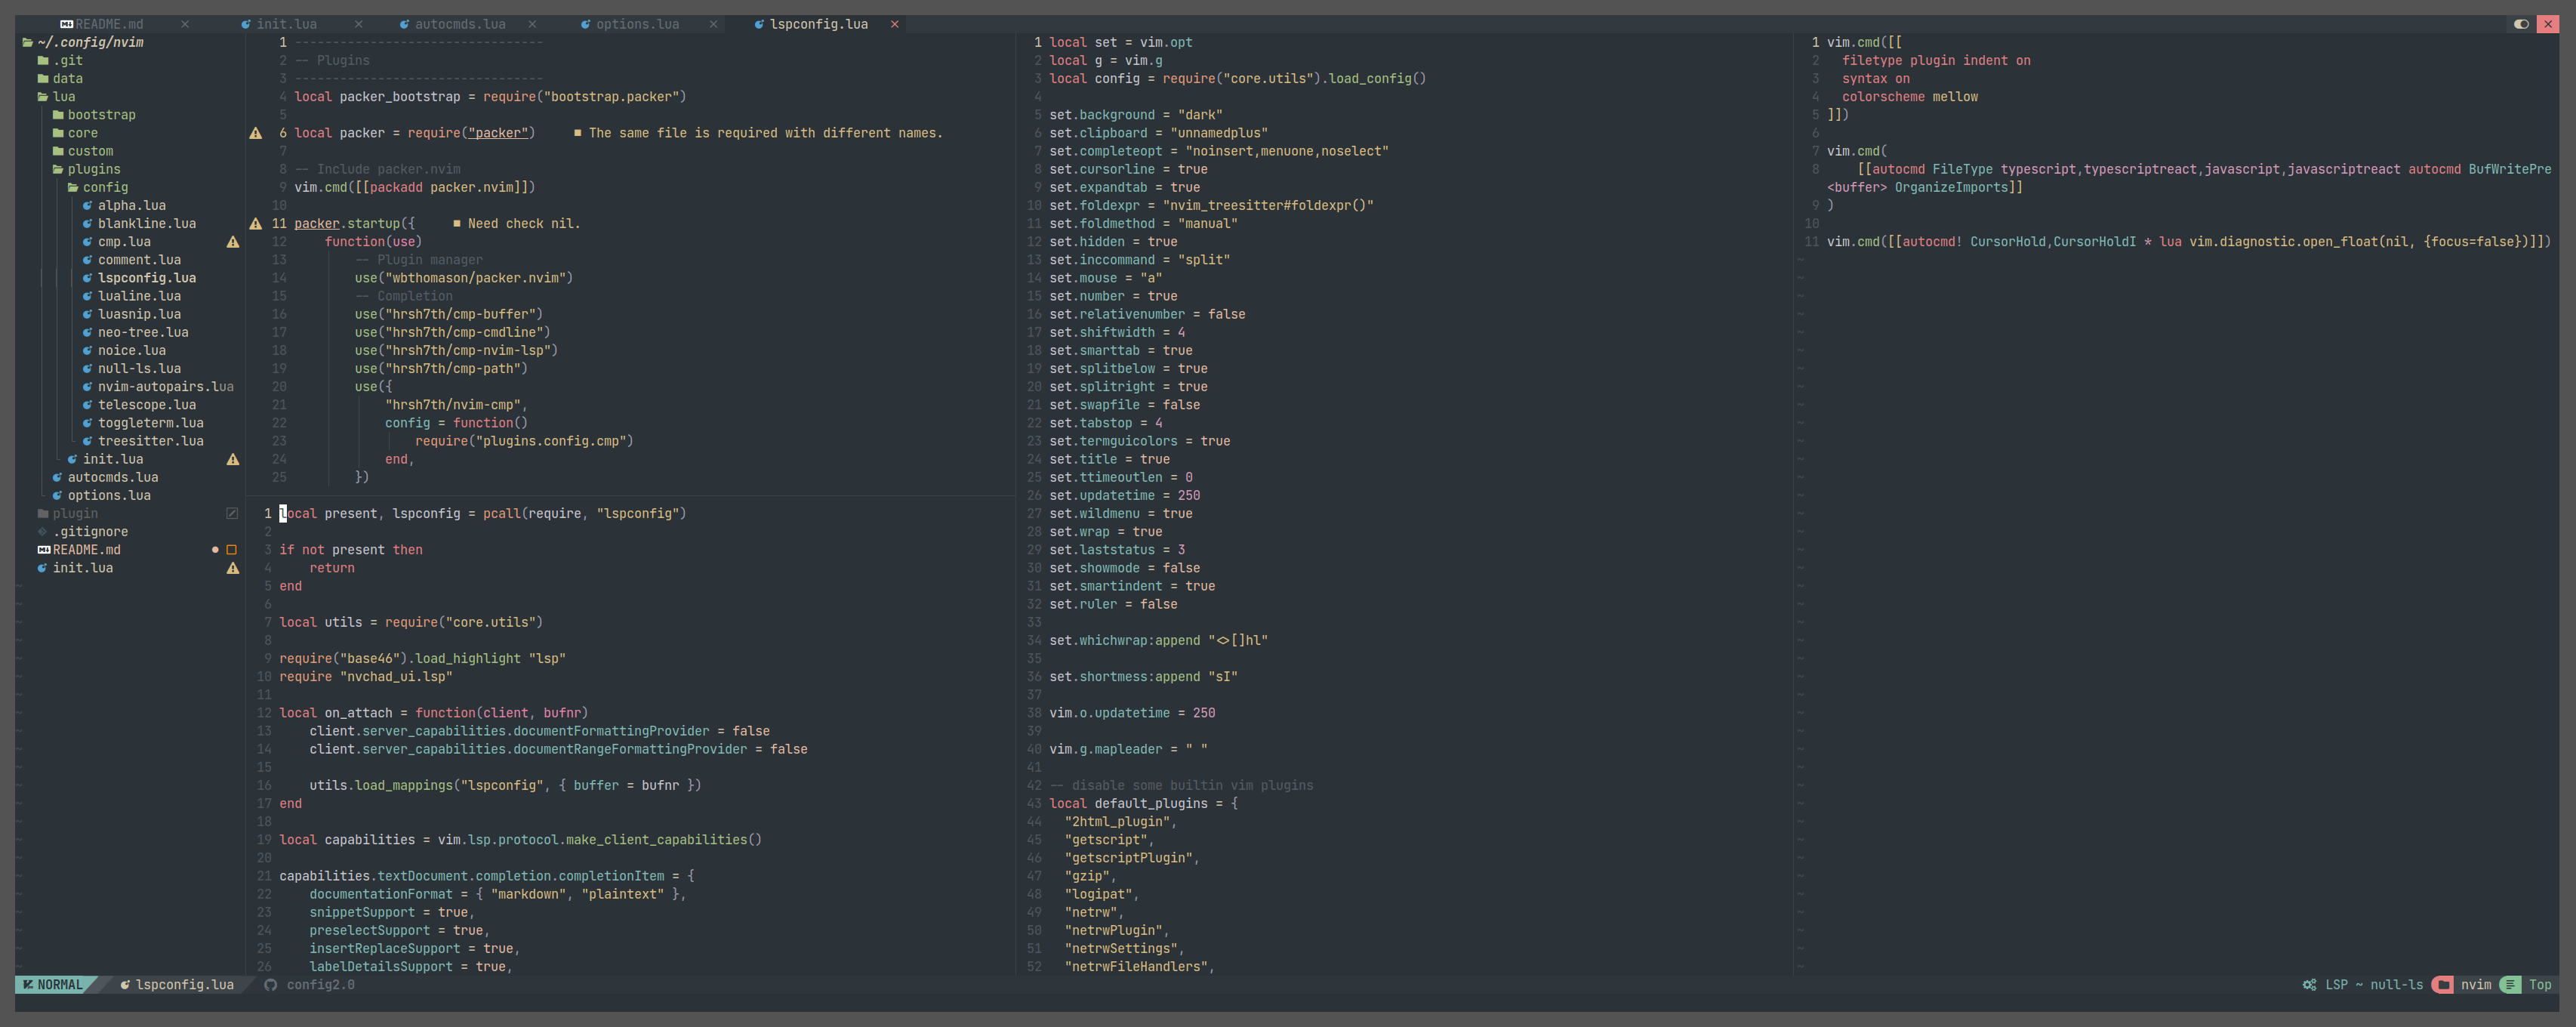 README.md × init.lua × autocmds.lua × options.lua × lspconfig.lua ×
~/.config/nvim
.git
data
lua
bootstrap
core
custom
plugins
config
alpha.lua
blankline.lua
cmp.lua
comment.lua
lspconfig.lua
lualine.lua
luasnip.lua
neo-tree.lua
noice.lua
null-ls.lua
nvim-autopairs.lua
telescope.lua
toggleterm.lua
treesitter.lua
init.lua
autocmds.lua
options.lua
plugin
.gitignore
README.md
init.lua
1 ---------------------------------
2 -- Plugins
3 ---------------------------------
4 local packer_bootstrap = require("bootstrap.packer")
5
6 local packer = require("packer") ■ The same file is required with different names.
7
8 -- Include packer.nvim
9 vim.cmd([[packadd packer.nvim]])
10
11 packer.startup({ ■ Need check nil.
12 function(use)
13 -- Plugin manager
14 use("wbthomason/packer.nvim")
15 -- Completion
16 use("hrsh7th/cmp-buffer")
17 use("hrsh7th/cmp-cmdline")
18 use("hrsh7th/cmp-nvim-lsp")
19 use("hrsh7th/cmp-path")
20 use({
21 "hrsh7th/nvim-cmp",
22 config = function()
23 require("plugins.config.cmp")
24 end,
25 })
1 local present, lspconfig = pcall(require, "lspconfig")
2
3 if not present then
4 return
5 end
6
7 local utils = require("core.utils")
8
9 require("base46").load_highlight "lsp"
10 require "nvchad_ui.lsp"
11
12 local on_attach = function(client, bufnr)
13 client.server_capabilities.documentFormattingProvider = false
14 client.server_capabilities.documentRangeFormattingProvider = false
15
16 utils.load_mappings("lspconfig", { buffer = bufnr })
17 end
18
19 local capabilities = vim.lsp.protocol.make_client_capabilities()
20
21 capabilities.textDocument.completion.completionItem = {
22 documentationFormat = { "markdown", "plaintext" },
23 snippetSupport = true,
24 preselectSupport = true,
25 insertReplaceSupport = true,
26 labelDetailsSupport = true,
1 local set = vim.opt
2 local g = vim.g
3 local config = require("core.utils").load_config()
4
5 set.background = "dark"
6 set.clipboard = "unnamedplus"
7 set.completeopt = "noinsert,menuone,noselect"
8 set.cursorline = true
9 set.expandtab = true
10 set.foldexpr = "nvim_treesitter#foldexpr()"
11 set.foldmethod = "manual"
12 set.hidden = true
13 set.inccommand = "split"
14 set.mouse = "a"
15 set.number = true
16 set.relativenumber = false
17 set.shiftwidth = 4
18 set.smarttab = true
19 set.splitbelow = true
20 set.splitright = true
21 set.swapfile = false
22 set.tabstop = 4
23 set.termguicolors = true
24 set.title = true
25 set.ttimeoutlen = 0
26 set.updatetime = 250
27 set.wildmenu = true
28 set.wrap = true
29 set.laststatus = 3
30 set.showmode = false
31 set.smartindent = true
32 set.ruler = false
33
34 set.whichwrap:append "<>[]hl"
35
36 set.shortmess:append "sI"
37
38 vim.o.updatetime = 250
39
40 vim.g.mapleader = " "
41
42 -- disable some builtin vim plugins
43 local default_plugins = {
44 "2html_plugin",
45 "getscript",
46 "getscriptPlugin",
47 "gzip",
48 "logipat",
49 "netrw",
50 "netrwPlugin",
51 "netrwSettings",
52 "netrwFileHandlers",
1 vim.cmd([[
2 filetype plugin indent on
3 syntax on
4 colorscheme mellow
5 ]])
6
7 vim.cmd(
8 [[autocmd FileType typescript,typescriptreact,javascript,javascriptreact autocmd BufWritePre
<buffer> OrganizeImports]]
9 )
10
11 vim.cmd([[autocmd! CursorHold,CursorHoldI * lua vim.diagnostic.open_float(nil, {focus=false})]])
NORMAL lspconfig.lua config2.0 LSP ~ null-ls nvim Top